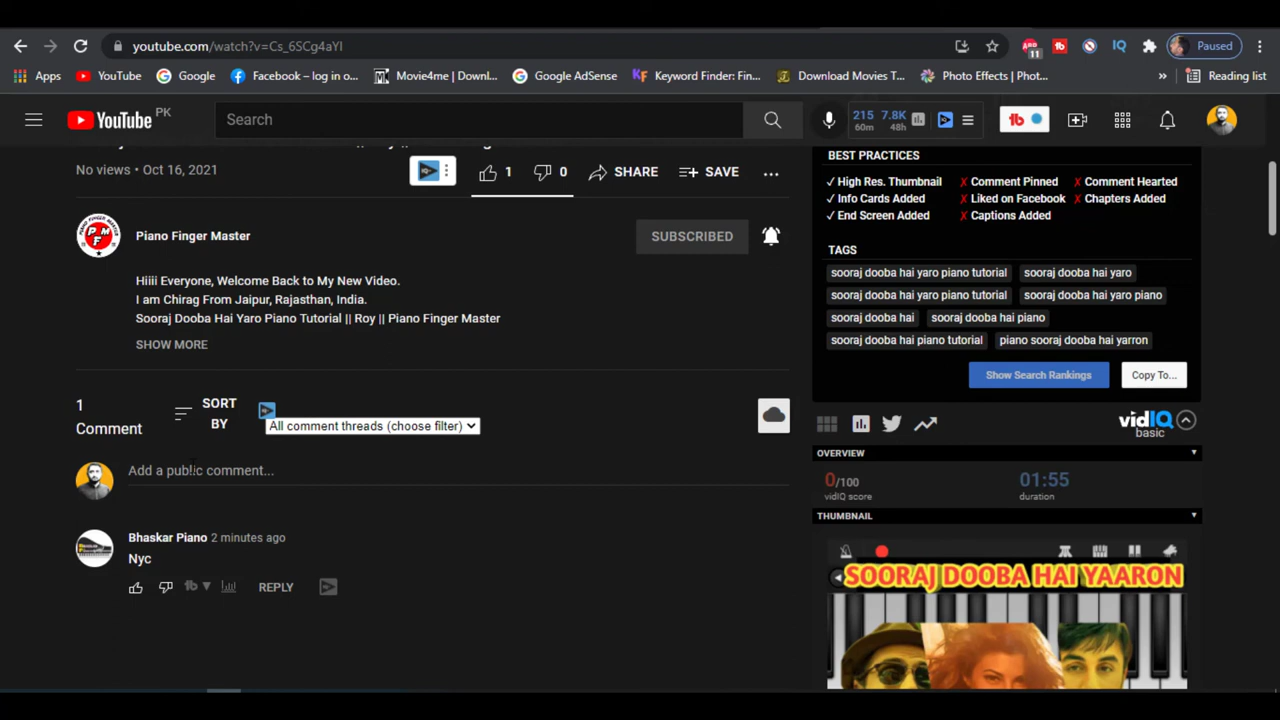 youtube.com/watch?v=Cs_6SCg4aYI
ABP
11
tb
IQ
Paused
Apps
YouTube
Google
Facebook – log in o...
Movie4me | Downl...
Google AdSense
Keyword Finder: Fin...
Download Movies T...
Photo Effects | Phot...
»
Reading list
YouTube PK
Search
215 60m
7.8K 48h
tb
No views • Oct 16, 2021
1
0
SHARE
SAVE
Piano Finger Master
SUBSCRIBED
Hiiii Everyone, Welcome Back to My New Video.
I am Chirag From Jaipur, Rajasthan, India.
Sooraj Dooba Hai Yaro Piano Tutorial || Roy || Piano Finger Master
SHOW MORE
1
Comment
SORT
BY
All comment threads (choose filter)
Add a public comment...
Bhaskar Piano 2 minutes ago
Nyc
tb
REPLY
BEST PRACTICES
✓ High Res. Thumbnail ✗ Comment Pinned ✗ Comment Hearted
✓ Info Cards Added ✗ Liked on Facebook ✗ Chapters Added
✓ End Screen Added ✗ Captions Added
TAGS
sooraj dooba hai yaro piano tutorial sooraj dooba hai yaro
sooraj dooba hai yaro piano tutorial sooraj dooba hai yaro piano
sooraj dooba hai sooraj dooba hai piano
sooraj dooba hai piano tutorial piano sooraj dooba hai yarron
Show Search Rankings
Copy To...
vidIQ
basic
OVERVIEW
0/100
vidIQ score
01:55
duration
THUMBNAIL
SOORAJ DOOBA HAI YAARON